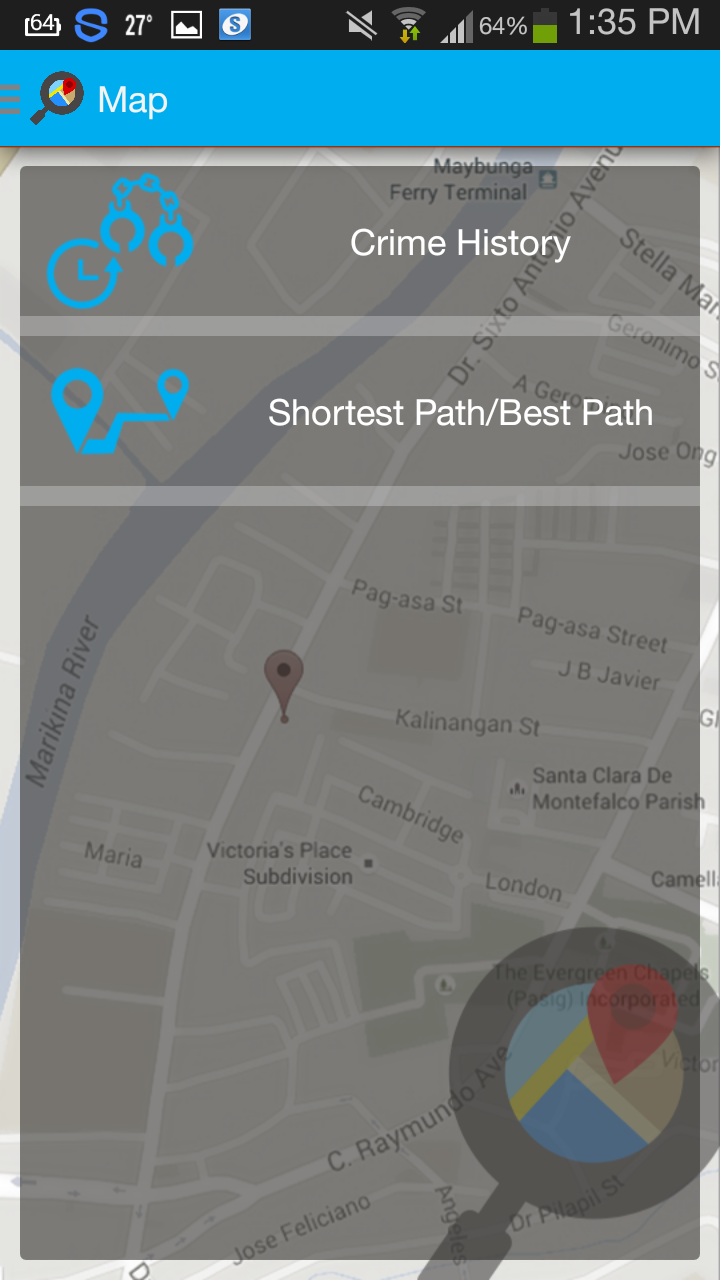 64
27°
64%
1:35 PM
Map
Maybunga
Ferry Terminal
Crime History
Dr. Sixto Antonio Avenu
Stella Mar
Geronimo S
A Geronimo
Shortest Path/Best Path
Jose Ong
Pag-asa St
Pag-asa Street
J B Javier
Marikina River
Kalinangan St
Gl
Santa Clara De
Montefalco Parish
Cambridge
Maria
Victoria's Place
Subdivision
London
Camella
The Evergreen Chapels
(Pasig) Incorporated
Victor
C. Raymundo Ave
Angeles
Dr Pilapil St
Jose Feliciano
D